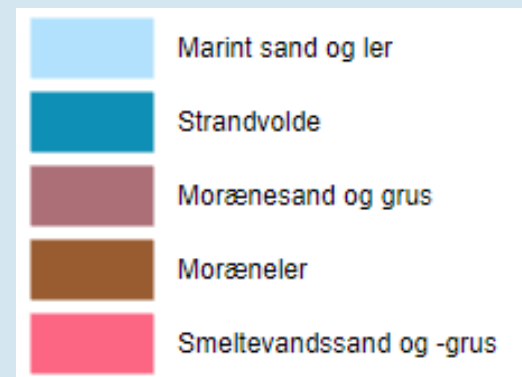 Marint sand og ler
Strandvolde
Morænesand og grus
Moræneler
Smeltevandssand og -grus